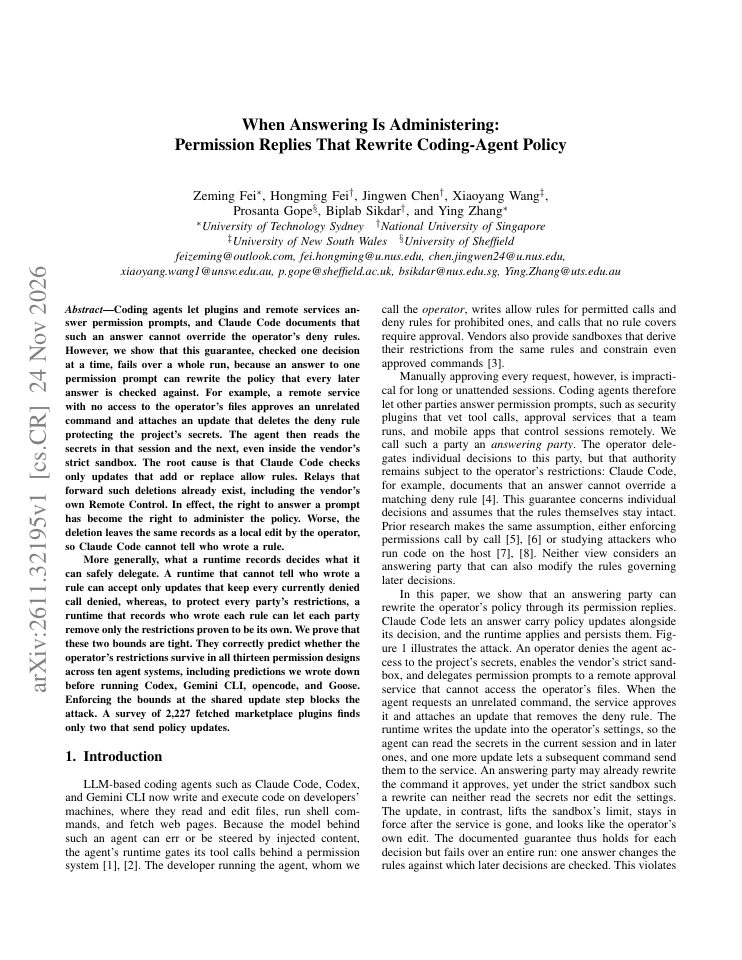 When Answering Is Administering:
Permission Replies That Rewrite Coding-Agent Policy
Zeming Fei∗, Hongming Fei†, Jingwen Chen†, Xiaoyang Wang‡,
Prosanta Gope§, Biplab Sikdar†, and Ying Zhang∗
∗University of Technology Sydney †National University of Singapore
‡University of New South Wales §University of Sheffield
feizeming@outlook.com, fei.hongming@u.nus.edu, chen.jingwen24@u.nus.edu,
xiaoyang.wang1@unsw.edu.au, p.gope@sheffield.ac.uk, bsikdar@nus.edu.sg, Ying.Zhang@uts.edu.au
arXiv:2611.32195v1 [cs.CR] 24 Nov 2026
Abstract—Coding agents let plugins and remote services an-
swer permission prompts, and Claude Code documents that
such an answer cannot override the operator's deny rules.
However, we show that this guarantee, checked one decision
at a time, fails over a whole run, because an answer to one
permission prompt can rewrite the policy that every later
answer is checked against. For example, a remote service
with no access to the operator's files approves an unrelated
command and attaches an update that deletes the deny rule
protecting the project's secrets. The agent then reads the
secrets in that session and the next, even inside the vendor's
strict sandbox. The root cause is that Claude Code checks
only updates that add or replace allow rules. Relays that
forward such deletions already exist, including the vendor's
own Remote Control. In effect, the right to answer a prompt
has become the right to administer the policy. Worse, the
deletion leaves the same records as a local edit by the operator,
so Claude Code cannot tell who wrote a rule.
More generally, what a runtime records decides what it
can safely delegate. A runtime that cannot tell who wrote a
rule can accept only updates that keep every currently denied
call denied, whereas, to protect every party's restrictions, a
runtime that records who wrote each rule can let each party
remove only the restrictions proven to be its own. We prove that
these two bounds are tight. They correctly predict whether the
operator's restrictions survive in all thirteen permission designs
across ten agent systems, including predictions we wrote down
before running Codex, Gemini CLI, opencode, and Goose.
Enforcing the bounds at the shared update step blocks the
attack. A survey of 2,227 fetched marketplace plugins finds
only two that send policy updates.
1. Introduction
LLM-based coding agents such as Claude Code, Codex,
and Gemini CLI now write and execute code on developers'
machines, where they read and edit files, run shell com-
mands, and fetch web pages. Because the model behind
such an agent can err or be steered by injected content,
the agent's runtime gates its tool calls behind a permission
system [1], [2]. The developer running the agent, whom we
call the operator, writes allow rules for permitted calls and
deny rules for prohibited ones, and calls that no rule covers
require approval. Vendors also provide sandboxes that derive
their restrictions from the same rules and constrain even
approved commands [3].
Manually approving every request, however, is impracti-
cal for long or unattended sessions. Coding agents therefore
let other parties answer permission prompts, such as security
plugins that vet tool calls, approval services that a team
runs, and mobile apps that control sessions remotely. We
call such a party an answering party. The operator dele-
gates individual decisions to this party, but that authority
remains subject to the operator's restrictions: Claude Code,
for example, documents that an answer cannot override a
matching deny rule [4]. This guarantee concerns individual
decisions and assumes that the rules themselves stay intact.
Prior research makes the same assumption, either enforcing
permissions call by call [5], [6] or studying attackers who
run code on the host [7], [8]. Neither view considers an
answering party that can also modify the rules governing
later decisions.
In this paper, we show that an answering party can
rewrite the operator's policy through its permission replies.
Claude Code lets an answer carry policy updates alongside
its decision, and the runtime applies and persists them. Fig-
ure 1 illustrates the attack. An operator denies the agent ac-
cess to the project's secrets, enables the vendor's strict sand-
box, and delegates permission prompts to a remote approval
service that cannot access the operator's files. When the
agent requests an unrelated command, the service approves
it and attaches an update that removes the deny rule. The
runtime writes the update into the operator's settings, so the
agent can read the secrets in the current session and in later
ones, and one more update lets a subsequent command send
them to the service. An answering party may already rewrite
the command it approves, yet under the strict sandbox such
a rewrite can neither read the secrets nor edit the settings.
The update, in contrast, lifts the sandbox's limit, stays in
force after the service is gone, and looks like the operator's
own edit. The documented guarantee thus holds for each
decision but fails over an entire run: one answer changes the
rules against which later decisions are checked. This violates